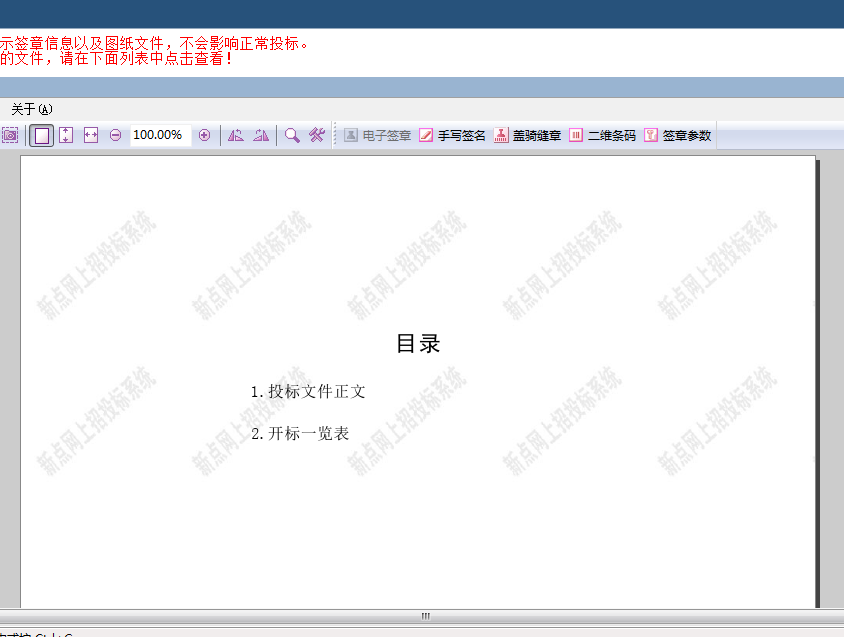 示签章信息以及图纸文件，不会影响正常投标。
的文件，请在下面列表中点击查看！
关于(A)
100.00% 电子签章 手写签名 盖骑缝章 二维条码 签章参数
新点网上招投标系统 新点网上招投标系统 新点网上招投标系统 新点网上招投标系统 新点网上招投标系统
目录
1.投标文件正文
2.开标一览表
新点网上招投标系统 新点网上招投标系统 新点网上招投标系统 新点网上招投标系统 新点网上招投标系统